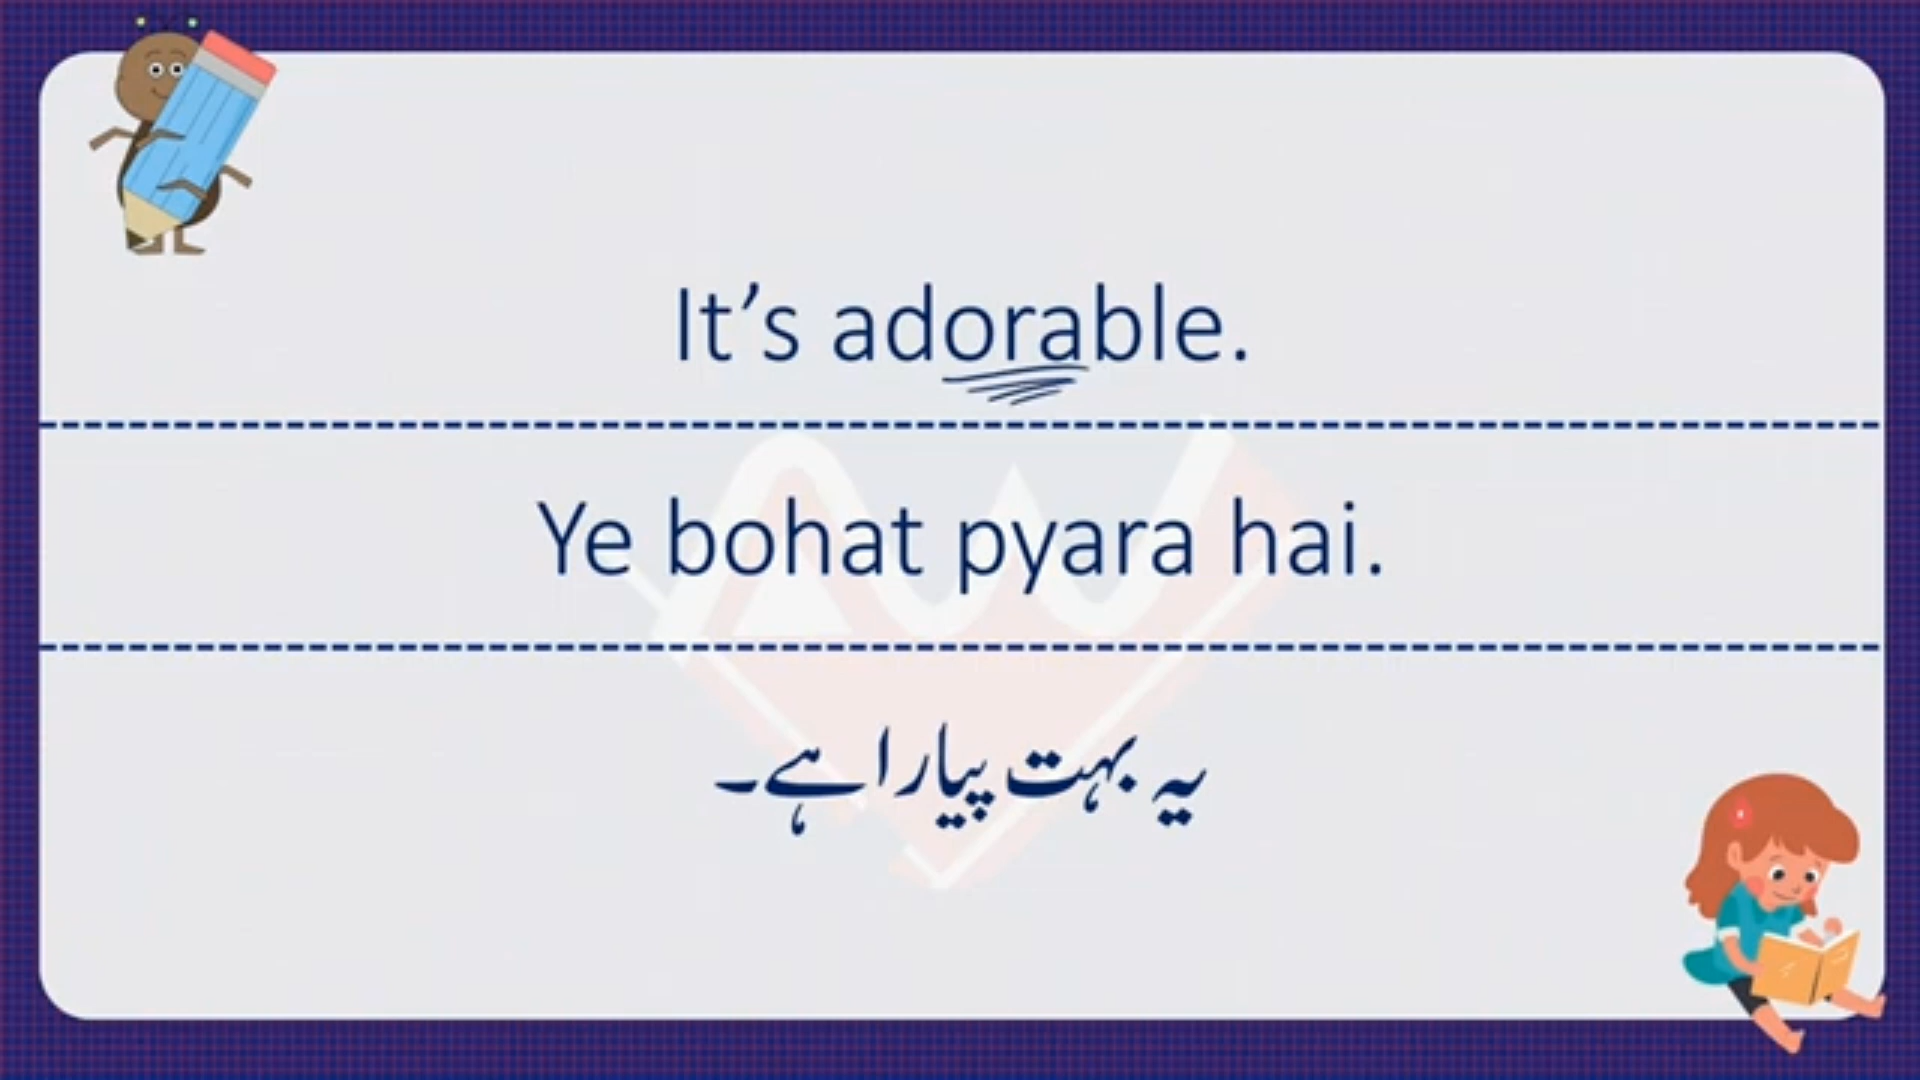 It’s adorable.
Ye bohat pyara hai.
یہ بہت پیارا ہے۔